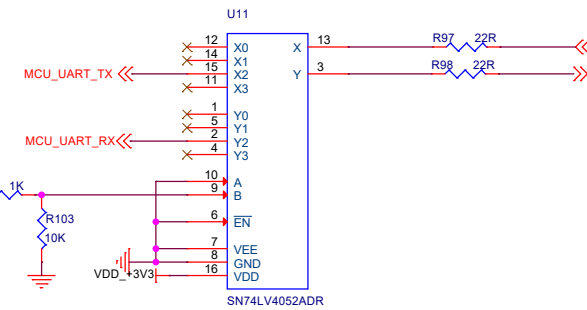 U11
12 X0 X 13 R97 22R
14 X1
MCU_UART_TX 15 X2 Y 3 R98 22R
11 X3
1 Y0
5 Y1
MCU_UART_RX 2 Y2
4 Y3
10 A
1K 9 B
R103 6 EN
10K 7 VEE
8 GND
VDD_+3V3 16 VDD
SN74LV4052ADR